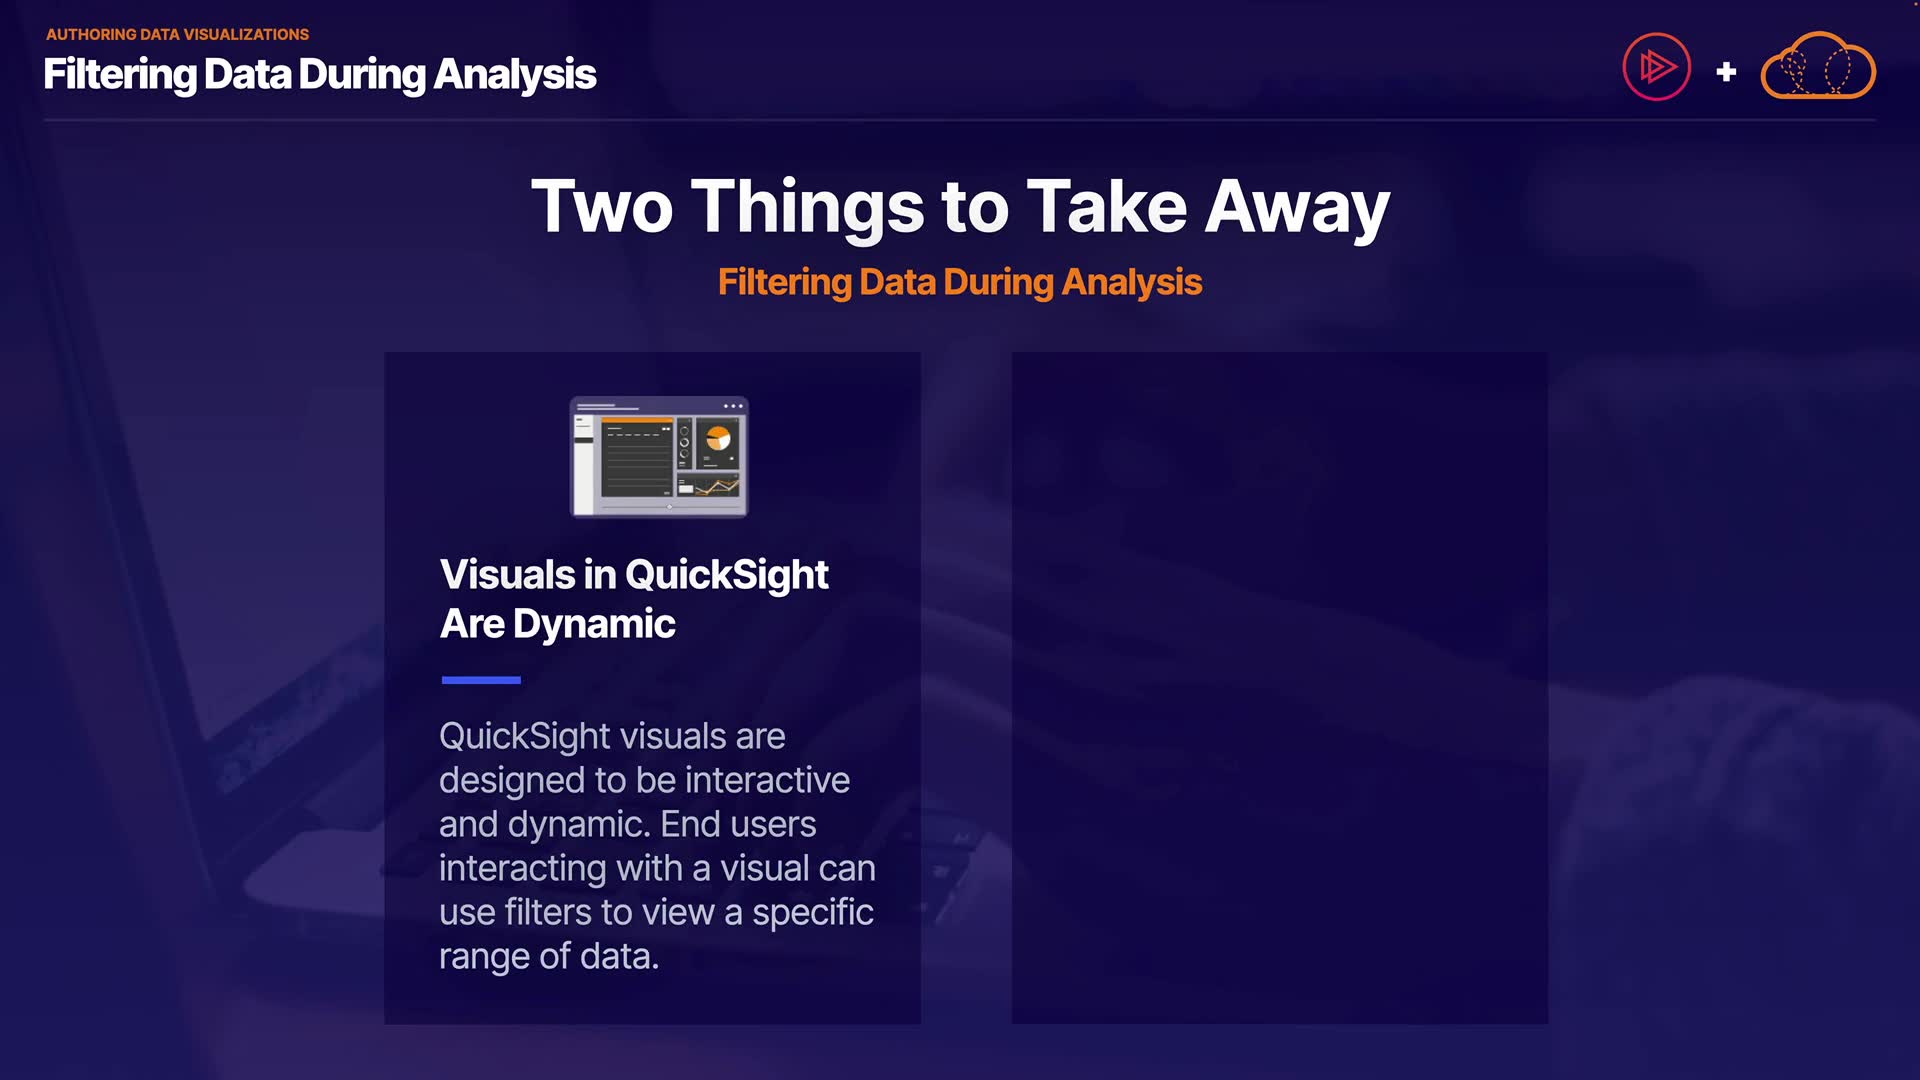 AUTHORING DATA VISUALIZATIONS
Filtering Data During Analysis
+
Two Things to Take Away
Filtering Data During Analysis
Visuals in QuickSight
Are Dynamic
QuickSight visuals are
designed to be interactive
and dynamic. End users
interacting with a visual can
use filters to view a specific
range of data.